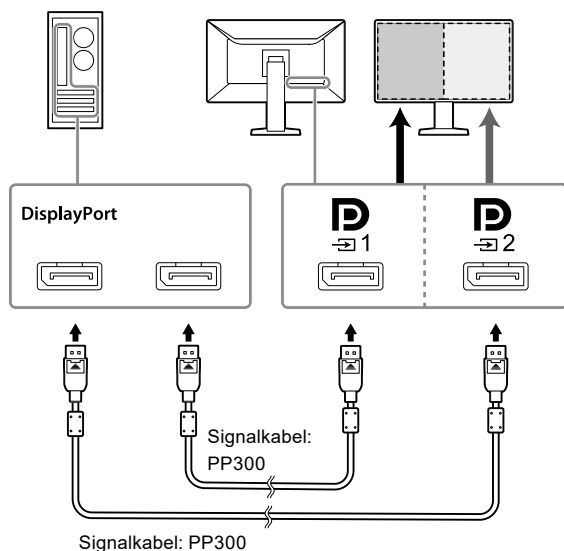 DisplayPort
1
2
Signalkabel:
PP300
Signalkabel: PP300